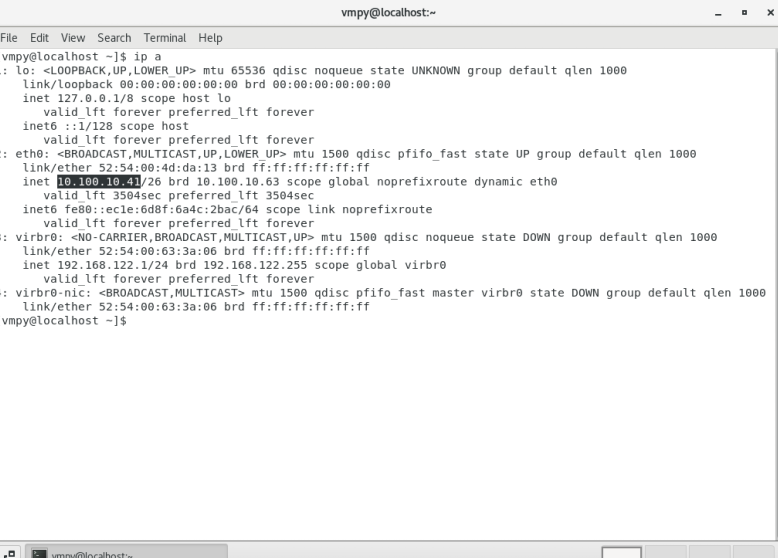 vmpy@localhost:~
File Edit View Search Terminal Help
vmpy@localhost ~]$ ip a
: lo: <LOOPBACK,UP,LOWER_UP> mtu 65536 qdisc noqueue state UNKNOWN group default qlen 1000
link/loopback 00:00:00:00:00:00 brd 00:00:00:00:00:00
inet 127.0.0.1/8 scope host lo
valid_lft forever preferred_lft forever
inet6 ::1/128 scope host
valid_lft forever preferred_lft forever
: eth0: <BROADCAST,MULTICAST,UP,LOWER_UP> mtu 1500 qdisc pfifo_fast state UP group default qlen 1000
link/ether 52:54:00:4d:da:13 brd ff:ff:ff:ff:ff:ff
inet 10.100.10.41/26 brd 10.100.10.63 scope global noprefixroute dynamic eth0
valid_lft 3504sec preferred_lft 3504sec
inet6 fe80::ec1e:6d8f:6a4c:2bac/64 scope link noprefixroute
valid_lft forever preferred_lft forever
: virbr0: <NO-CARRIER,BROADCAST,MULTICAST,UP> mtu 1500 qdisc noqueue state DOWN group default qlen 1000
link/ether 52:54:00:63:3a:06 brd ff:ff:ff:ff:ff:ff
inet 192.168.122.1/24 brd 192.168.122.255 scope global virbr0
valid_lft forever preferred_lft forever
: virbr0-nic: <BROADCAST,MULTICAST> mtu 1500 qdisc pfifo_fast master virbr0 state DOWN group default qlen 1000
link/ether 52:54:00:63:3a:06 brd ff:ff:ff:ff:ff:ff
vmpy@localhost ~]$
vmpy@localhost:~